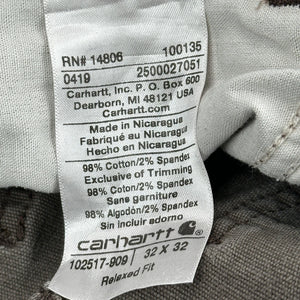 RN# 14806 100135
0419 2500027051
Carhartt, Inc. P.O. Box 600
Dearborn, MI 48121 USA
Carhartt.com
Made in Nicaragua
Fabriqué au Nicaragua
Hecho en Nicaragua
98% Cotton/2% Spandex
Exclusive of Trimming
98% Coton/2% Spandex
Sans garniture
98% Algodón/2% Spandex
Sin incluir adorno
carhartt
102517-909 32 X 32
Relaxed Fit